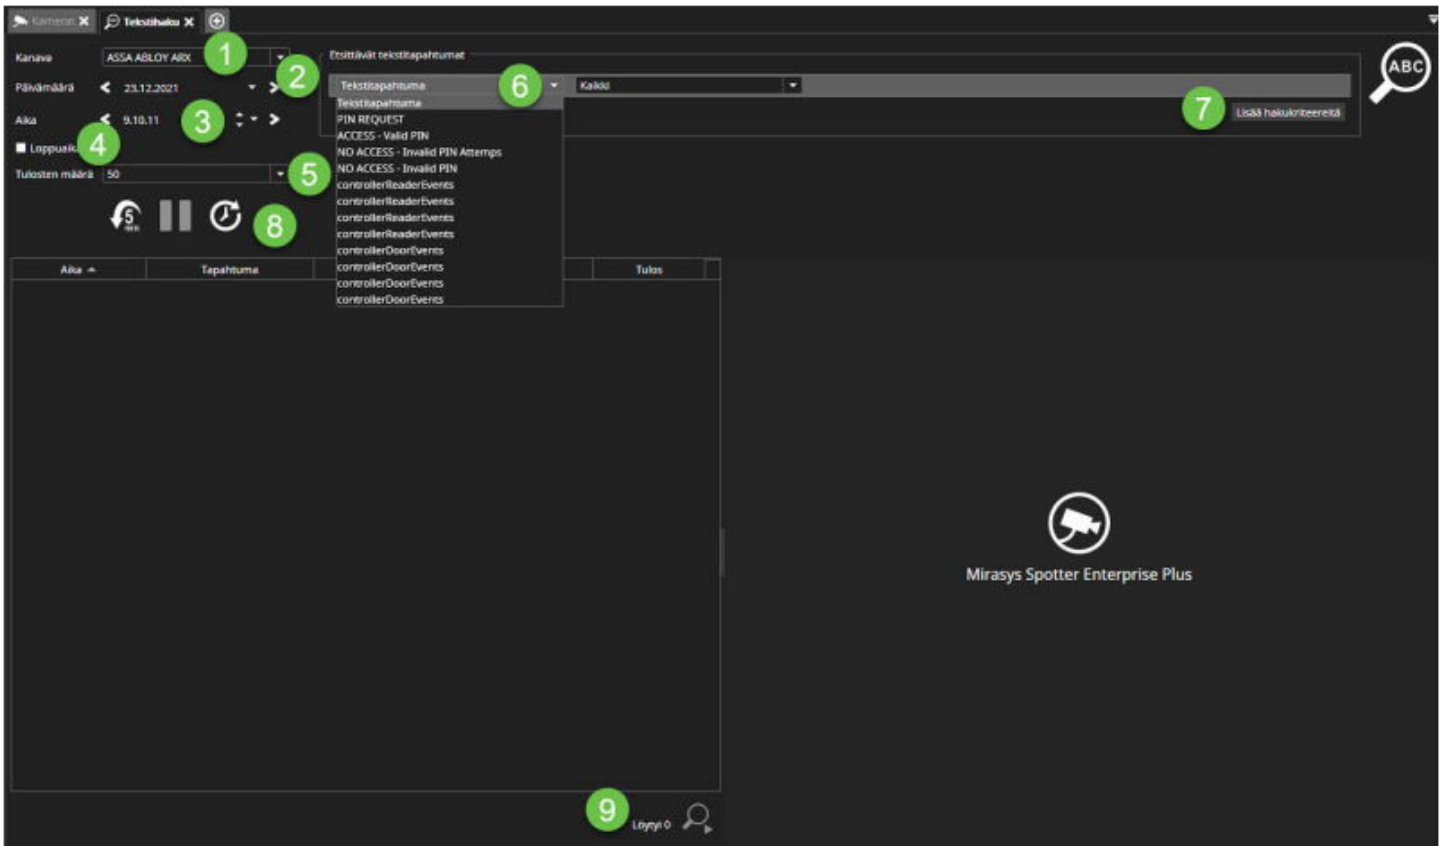 Kamerat Tekstihaku
Kanava ASSA ABLOY ARX 1
Päivämäärä 23.12.2021 2
Aika 9.10.11 3
4
Tulosten määrä 50 5
5
8
Etsittävät tekstitapahtumat
Tekstitapahtuma 6 Kaikki
7 Lisää hakukriteereitä
ABC
Tekstitapahtuma
PIN REQUEST
ACCESS - Valid PIN
NO ACCESS - Invalid PIN Attemps
NO ACCESS - Invalid PIN
controllerReaderEvents
controllerReaderEvents
controllerReaderEvents
controllerReaderEvents
controllerDoorEvents
controllerDoorEvents
controllerDoorEvents
controllerDoorEvents
Aika Tapahtuma Tulos
Mirasys Spotter Enterprise Plus
9 Löytyi 0